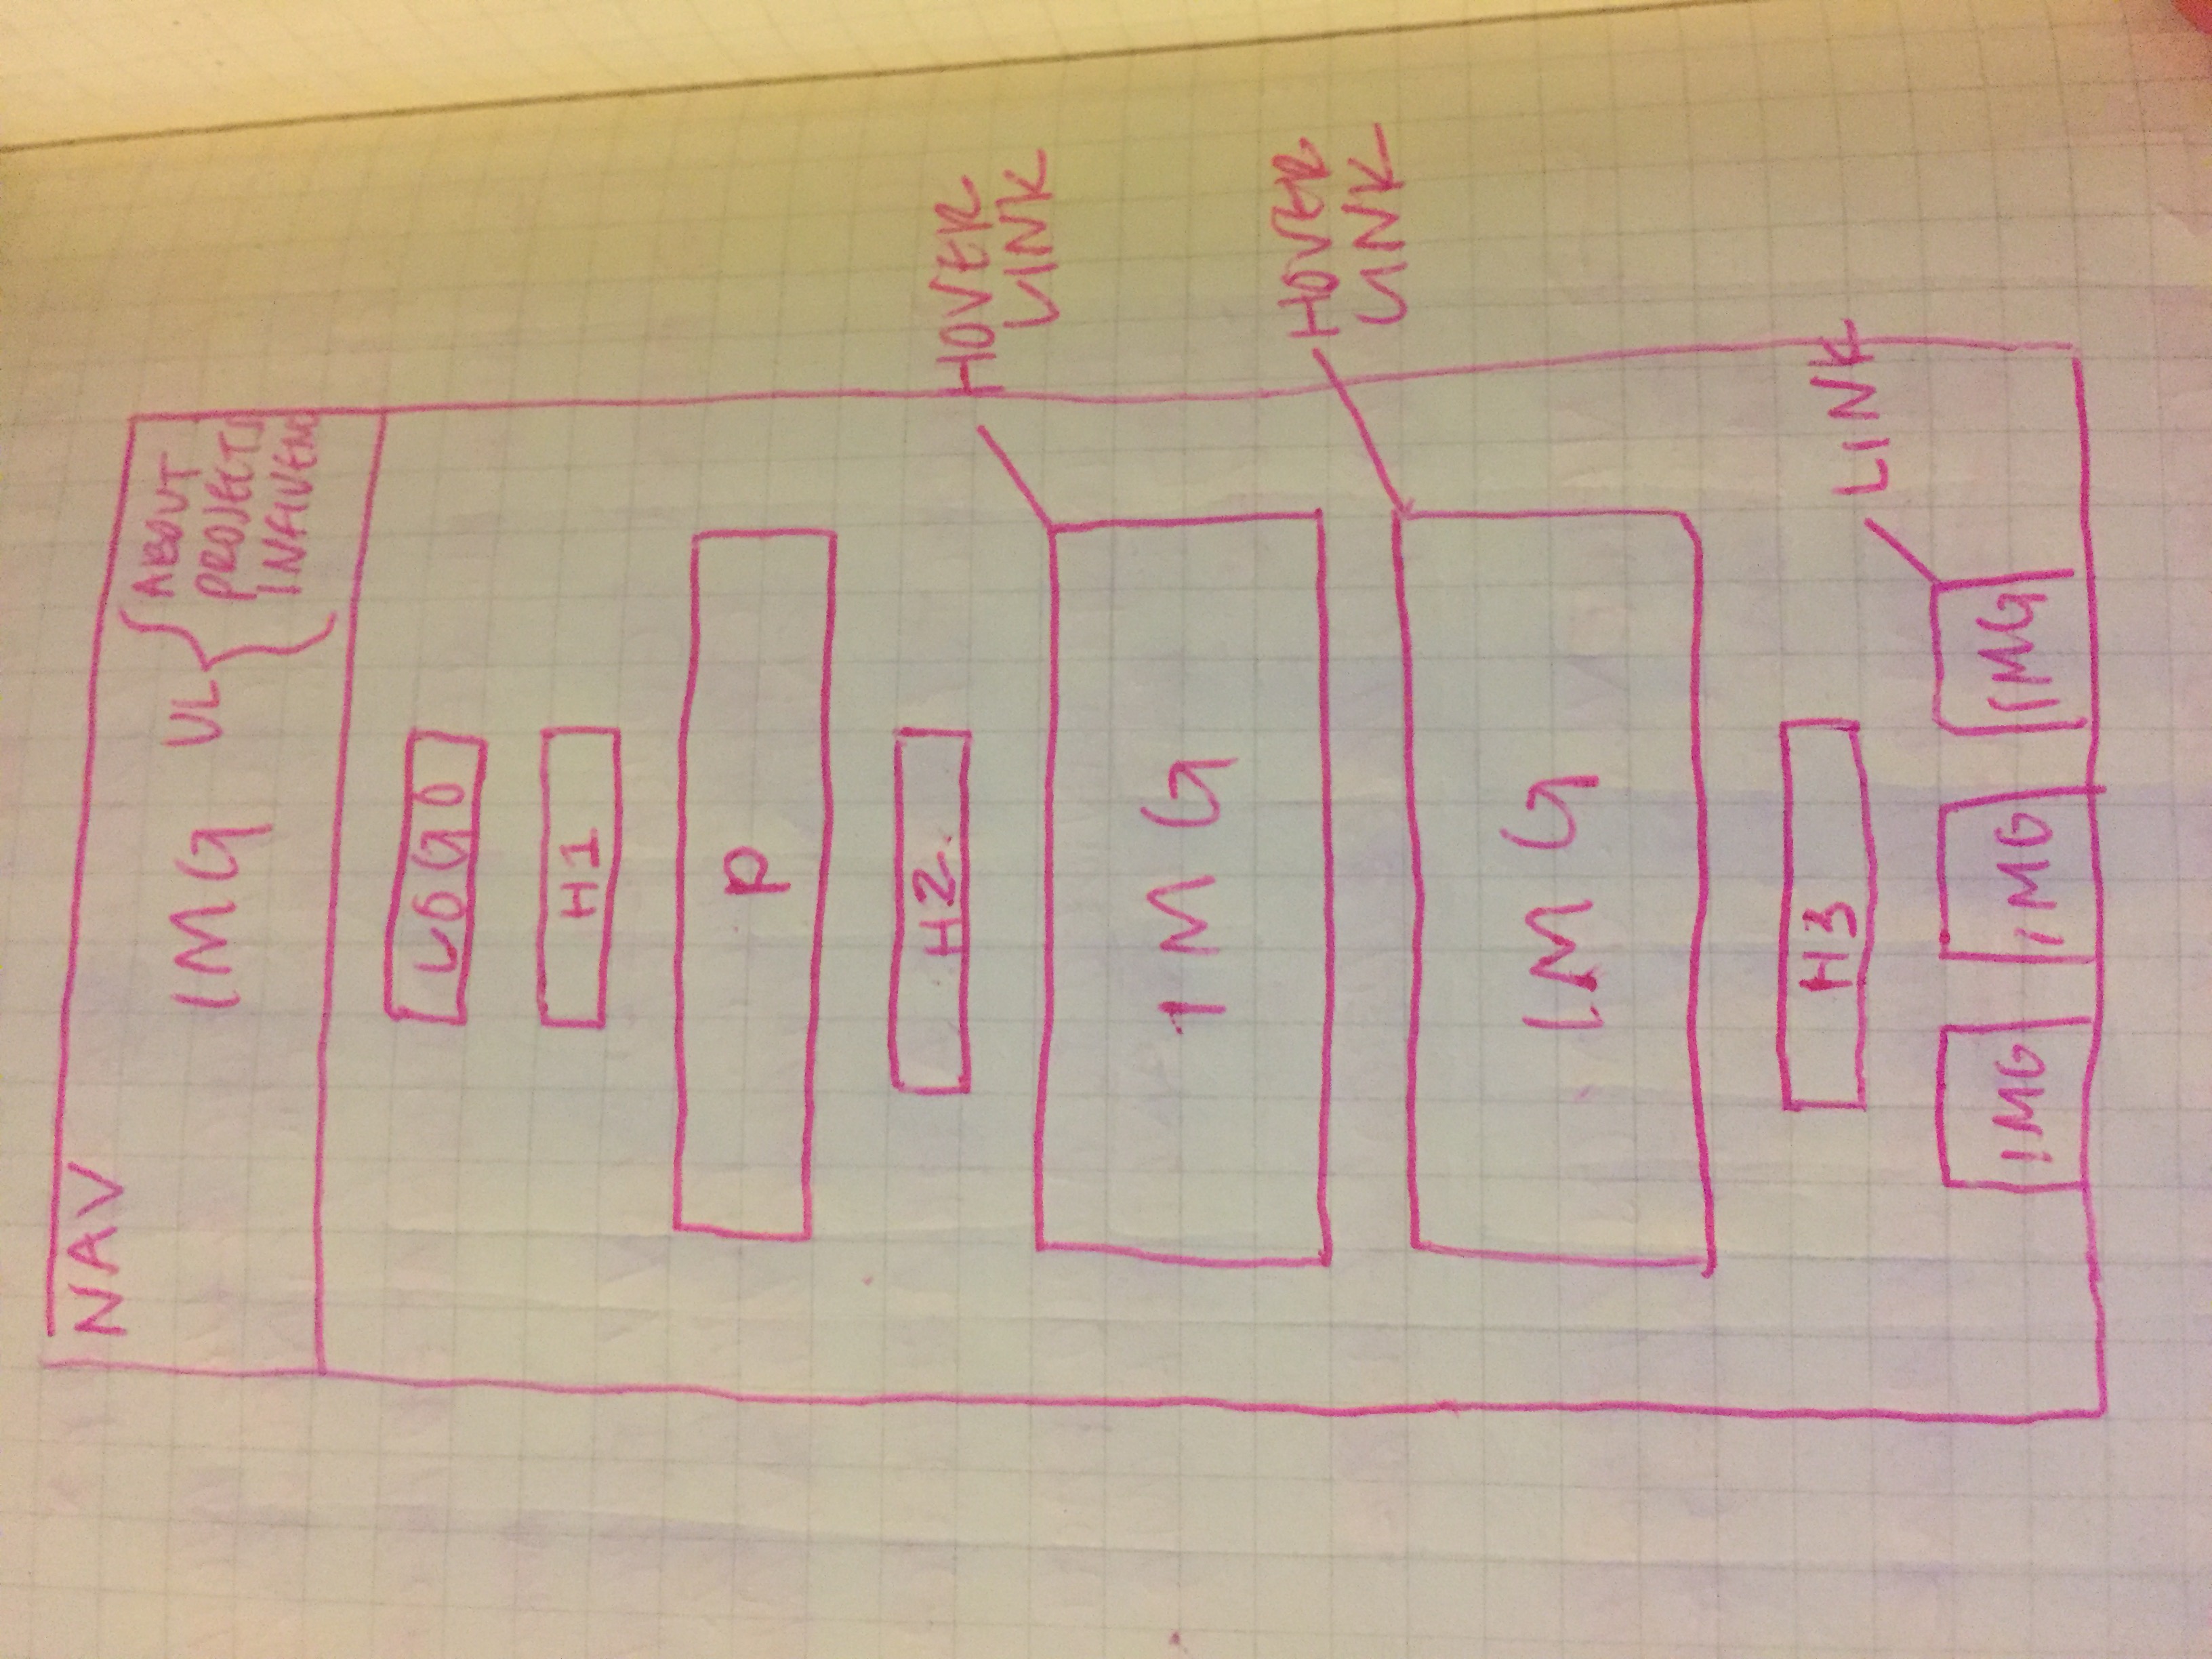 NAV
IMG UL { ABOUT
PROJECTS
LOGO
H1
P
H2
HOVER
LINK
IMG
HOVER
LINK
IMG
H3
LINK
IMG IMG IMG